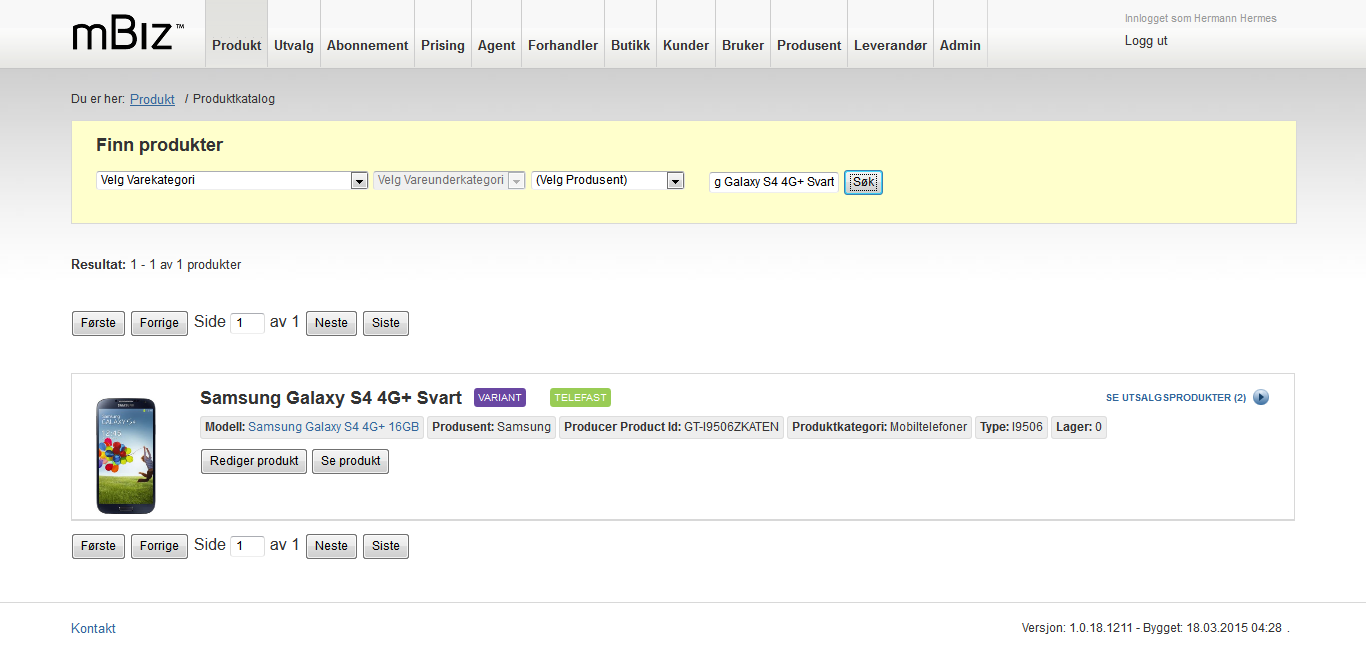 mBiz™
Produkt Utvalg Abonnement Prising Agent Forhandler Butikk Kunder Bruker Produsent Leverandør Admin
Innlogget som Hermann Hermes
Logg ut
Du er her: Produkt / Produktkatalog
Finn produkter
Velg Varekategori Velg Vareunderkategori (Velg Produsent) g Galaxy S4 4G+ Svart Søk
Resultat: 1 - 1 av 1 produkter
Første Forrige Side 1 av 1 Neste Siste
Samsung Galaxy S4 4G+ Svart VARIANT TELEFAST SE UTSALGSPRODUKTER (2)
Modell: Samsung Galaxy S4 4G+ 16GB Produsent: Samsung Producer Product Id: GT-I9506ZKATEN Produktkategori: Mobiltelefoner Type: I9506 Lager: 0
Rediger produkt Se produkt
Første Forrige Side 1 av 1 Neste Siste
Kontakt
Versjon: 1.0.18.1211 - Bygget: 18.03.2015 04:28 .